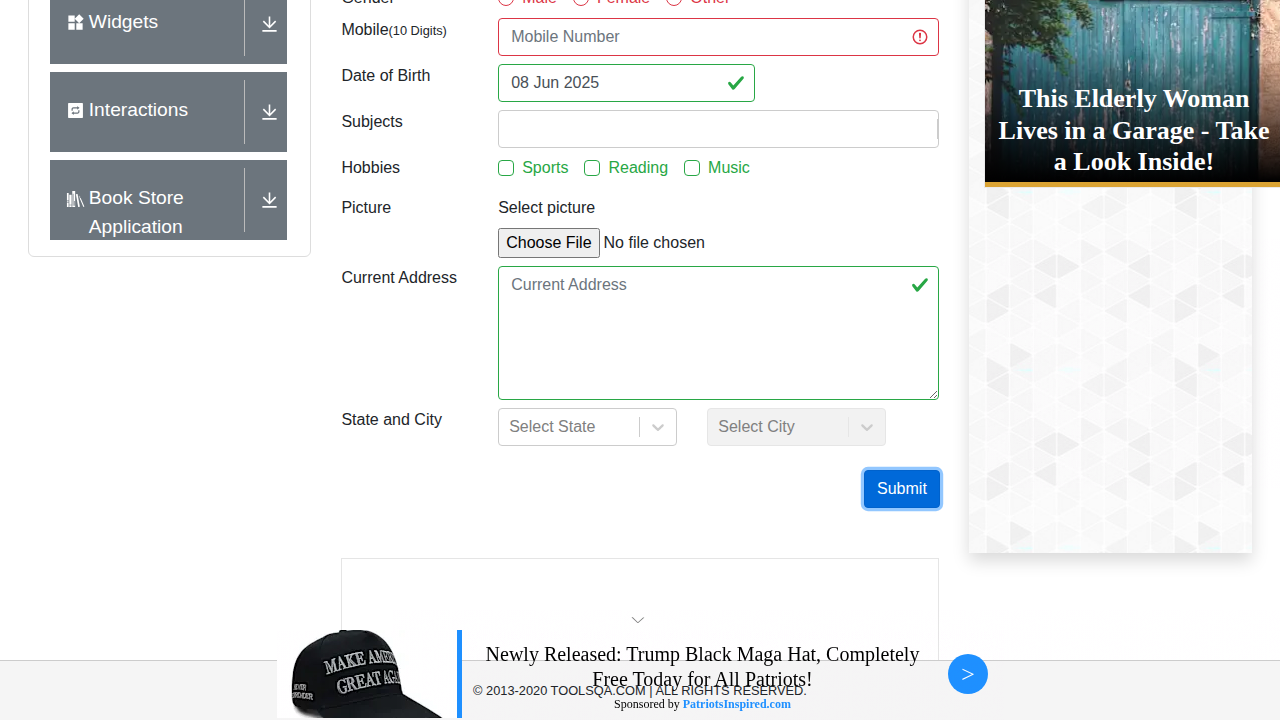 Widgets
Interactions
Book Store
Application
Gender
Male Female Other
Mobile(10 Digits)
Mobile Number
Date of Birth
08 Jun 2025
Subjects
Hobbies
Sports Reading Music
Picture
Select picture
Choose File No file chosen
Current Address
Current Address
State and City
Select State
Select City
Submit
This Elderly Woman
Lives in a Garage - Take
a Look Inside!
MAKE AMERI
GREAT AGA
Newly Released: Trump Black Maga Hat, Completely
Free Today for All Patriots!
© 2013-2020 TOOLSQA.COM | ALL RIGHTS RESERVED.
Sponsored by PatriotsInspired.com
>